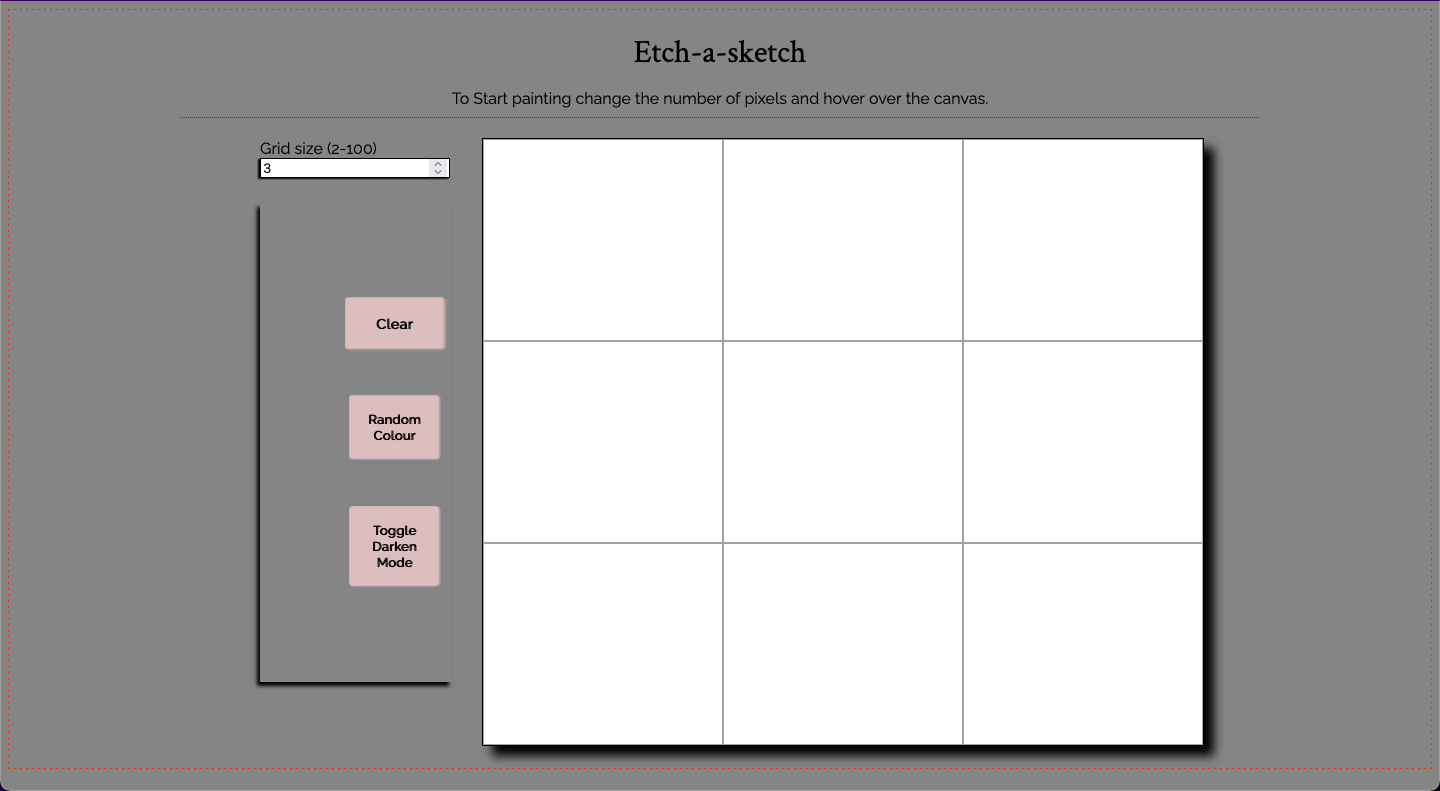 Etch-a-sketch
To Start painting change the number of pixels and hover over the canvas.
Grid size (2-100)
3
Clear
Random
Colour
Toggle
Darken
Mode